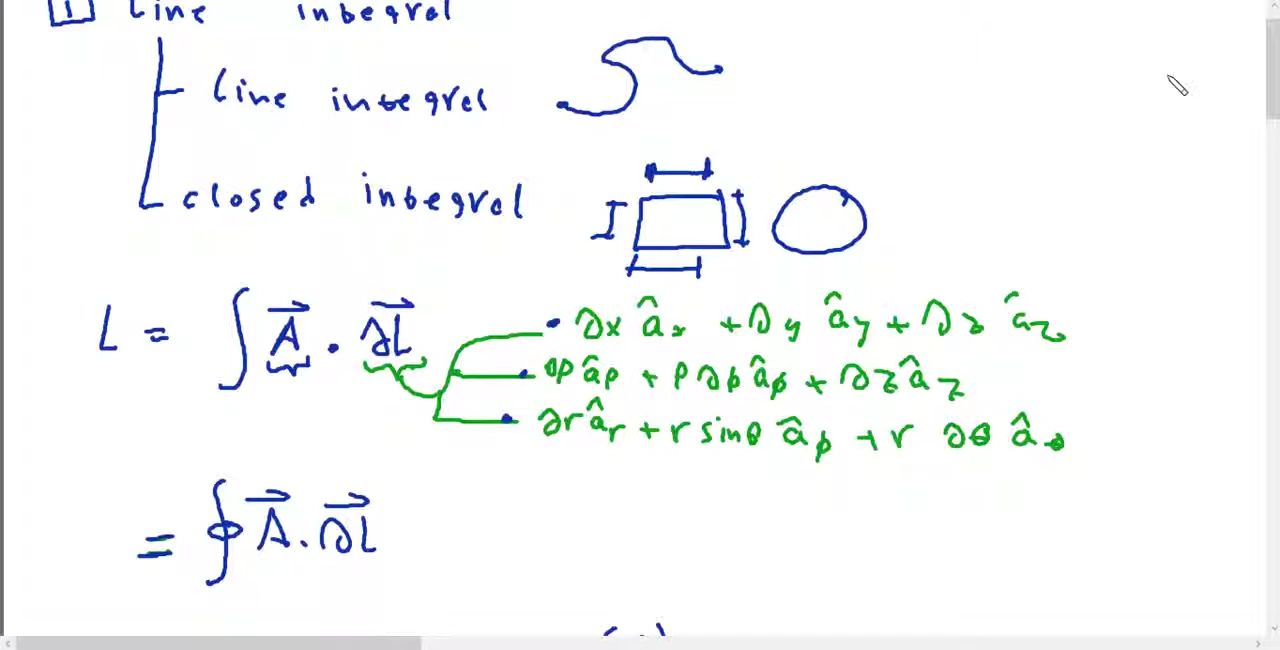 1 Line integral
Line integral
closed integral
L = ∫ A⃗ . ∂L⃗
∂x âx + ∂y ây + ∂z âz
∂ρ âρ + ρ ∂φ âφ + ∂z âz
∂r âr + r sinθ âφ + r ∂θ âθ
= ∮ A⃗ . ∂L⃗